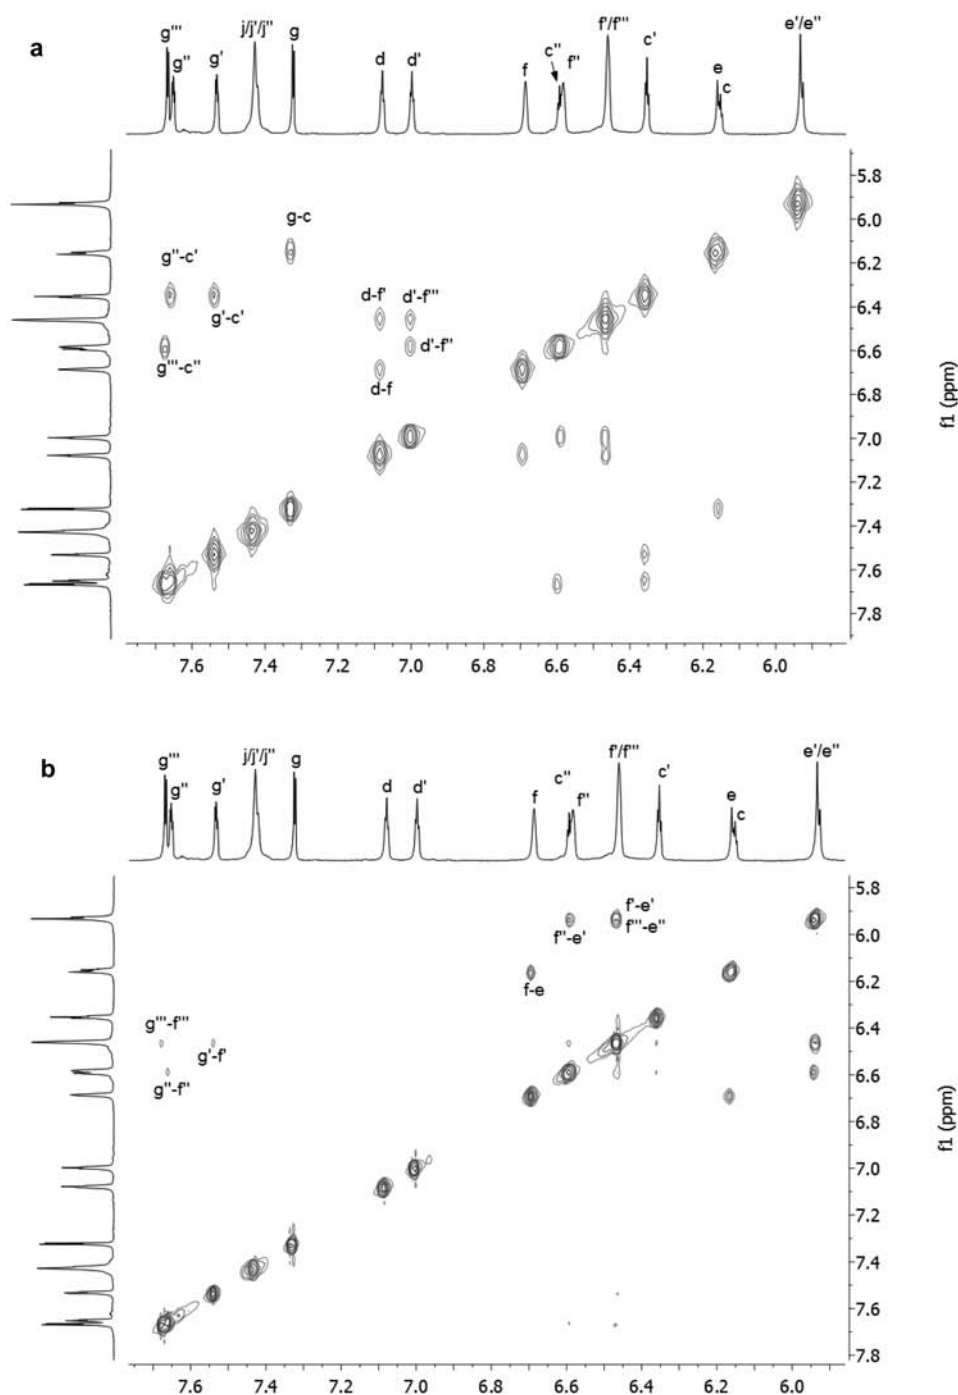 a
g''' g'' g' j/j'/j'' g d d' f c'' f'' f'/f''' c' e c e'/e''
g-c
g''-c'
g'-c'
d-f' d'-f'''
g'''-c''
d'-f''
d-f
5.8
6.0
6.2
6.4
6.6
6.8
7.0
7.2
7.4
7.6
7.8
f1 (ppm)
7.6 7.4 7.2 7.0 6.8 6.6 6.4 6.2 6.0
b
g''' g'' g' j/j'/j'' g d d' f c'' f'' f'/f''' c' e c e'/e''
f'-e'
f''-e' f'''-e''
f-e
g'''-f'''
g'-f'
g''-f''
5.8
6.0
6.2
6.4
6.6
6.8
7.0
7.2
7.4
7.6
7.8
f1 (ppm)
7.6 7.4 7.2 7.0 6.8 6.6 6.4 6.2 6.0